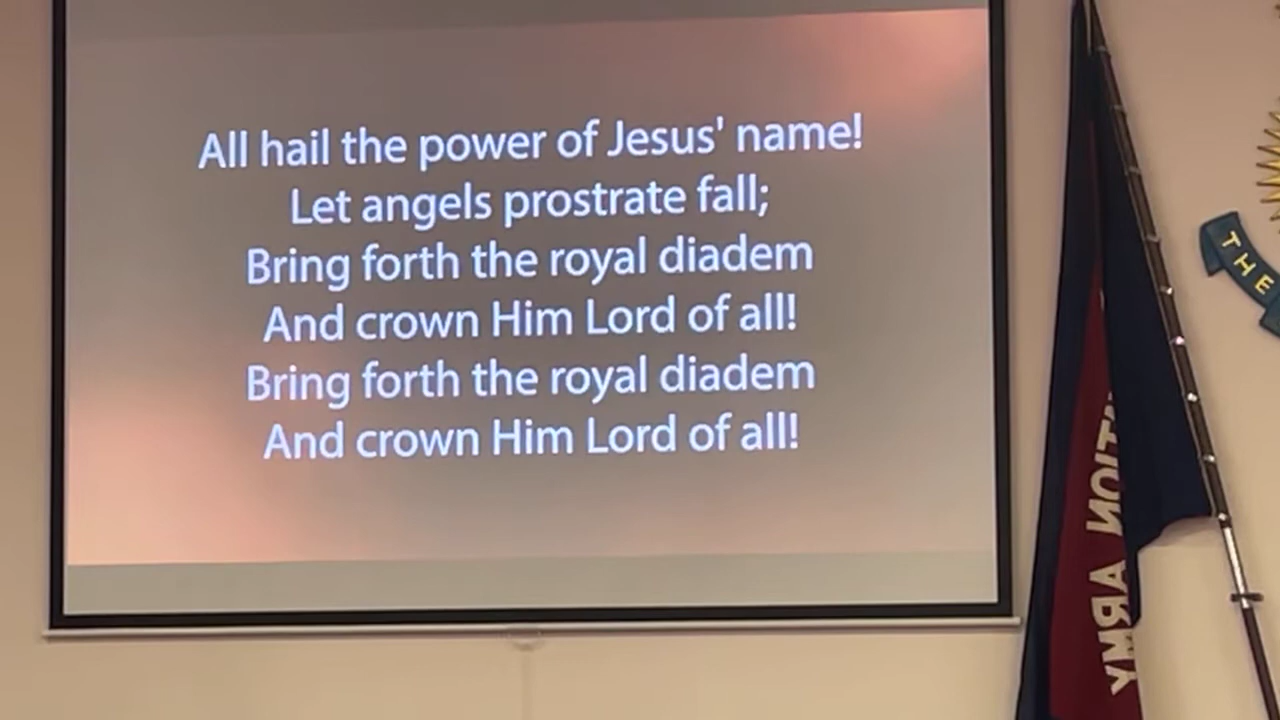 All hail the power of Jesus' name!
Let angels prostrate fall;
Bring forth the royal diadem
And crown Him Lord of all!
Bring forth the royal diadem
And crown Him Lord of all!
THE
ARMY